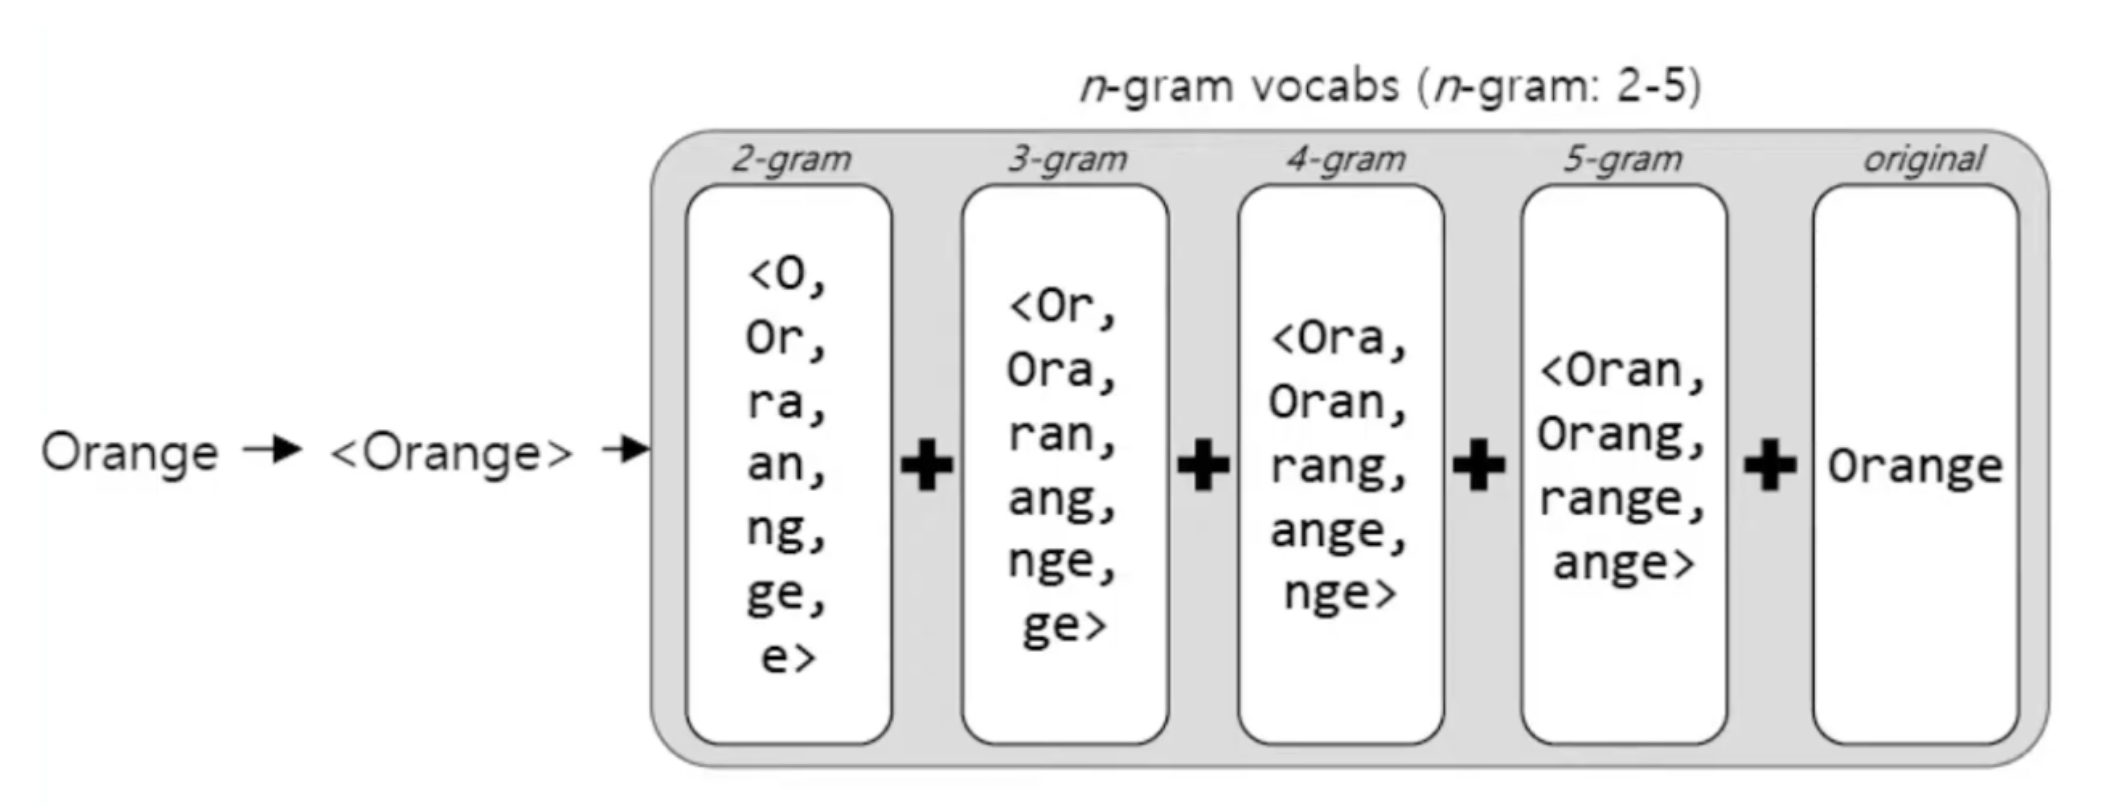 n-gram vocabs (n-gram: 2-5)
Orange
<Orange>
2-gram
<O,
Or,
ra,
an,
ng,
ge,
e>
3-gram
<Or,
Ora,
ran,
ang,
nge,
ge>
4-gram
<Ora,
Oran,
rang,
ange,
nge>
5-gram
<Oran,
Orang,
range,
ange>
original
Orange